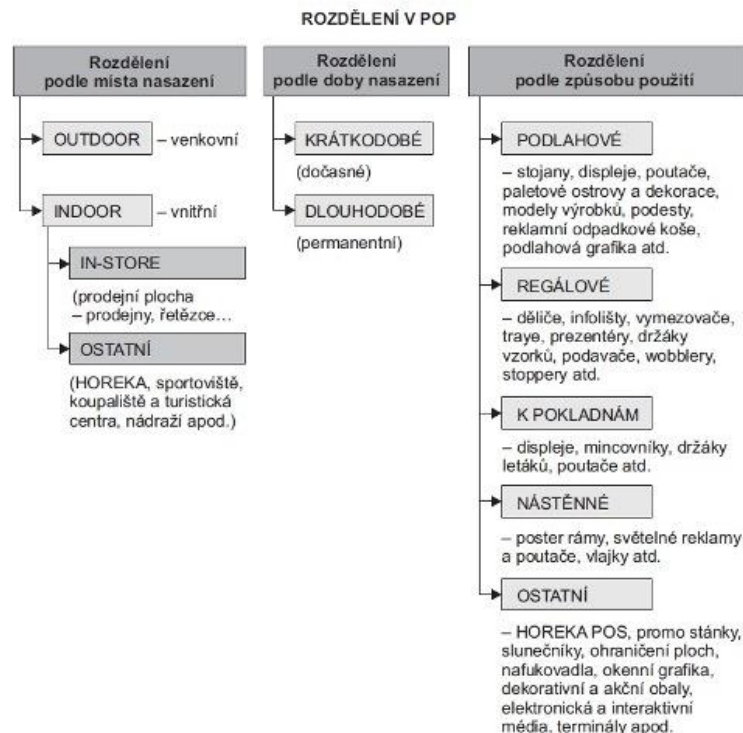 ROZDĚLENÍ V POP
Rozdělení
podle místa nasazení
OUTDOOR – venkovní
INDOOR – vnitřní
IN-STORE
(prodejní plocha
– prodejny, řetězce...
OSTATNÍ
(HOREKA, sportoviště,
koupaliště a turistická
centra, nádraží apod.)
Rozdělení
podle doby nasazení
KRÁTKODOBÉ
(dočasné)
DLOUHODOBÉ
(permanentní)
Rozdělení
podle způsobu použití
PODLAHOVÉ
– stojany, displeje, poutače,
paletové ostrovy a dekorace,
modely výrobků, podesty,
reklamní odpadkové koše,
podlahová grafika atd.
REGÁLOVÉ
– děliče, infolišty, vymezovače,
traye, prezentéry, držáky
vzorků, podavače, wobblery,
stoppery atd.
K POKLADNÁM
– displeje, mincovníky, držáky
letáků, poutače atd.
NÁSTĚNNÉ
– poster rámy, světelné reklamy
a poutače, vlajky atd.
OSTATNÍ
– HOREKA POS, promo stánky,
slunečníky, ohraničení ploch,
nafukovadla, okenní grafika,
dekorativní a akční obaly,
elektronická a interaktivní
média, terminály apod.